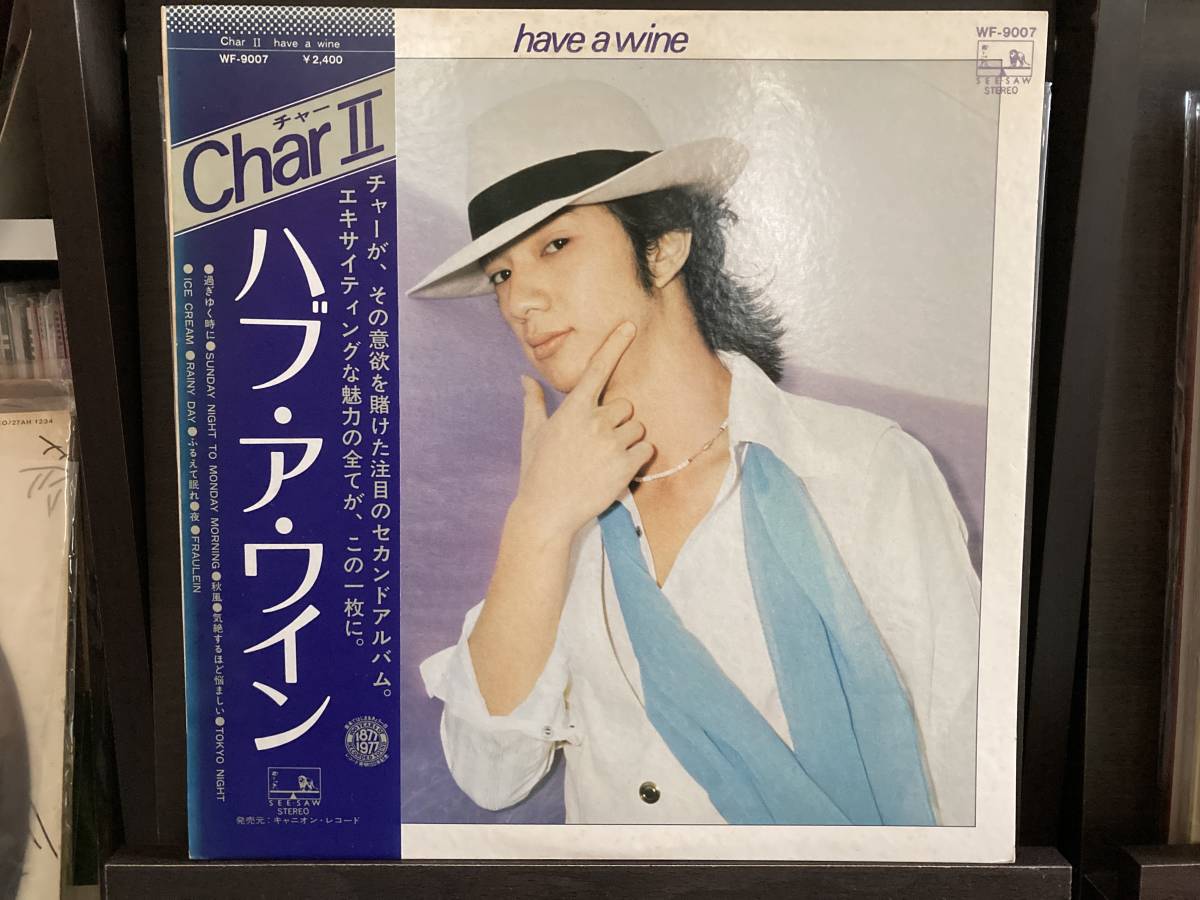 Char II have a wine
WF-9007 ¥2,400
チャー
Char II
チャーが、その意欲を賭けた注目のセカンドアルバム。
エキサイティングな魅力の全てが、この一枚に。
ハブ・ア・ワイン
●過ぎゆく時に●SUNDAY NIGHT TO MONDAY MORNING●秋風●気絶するほど悩ましい●TOKYO NIGHT
●ICE CREAM●RAINY DAY●ふるえて眠れ●夜●FRAULEIN
1877
1977
SEESAW
STEREO
発売元:キャニオン・レコード
have a wine
WF-9007
SEESAW
STEREO